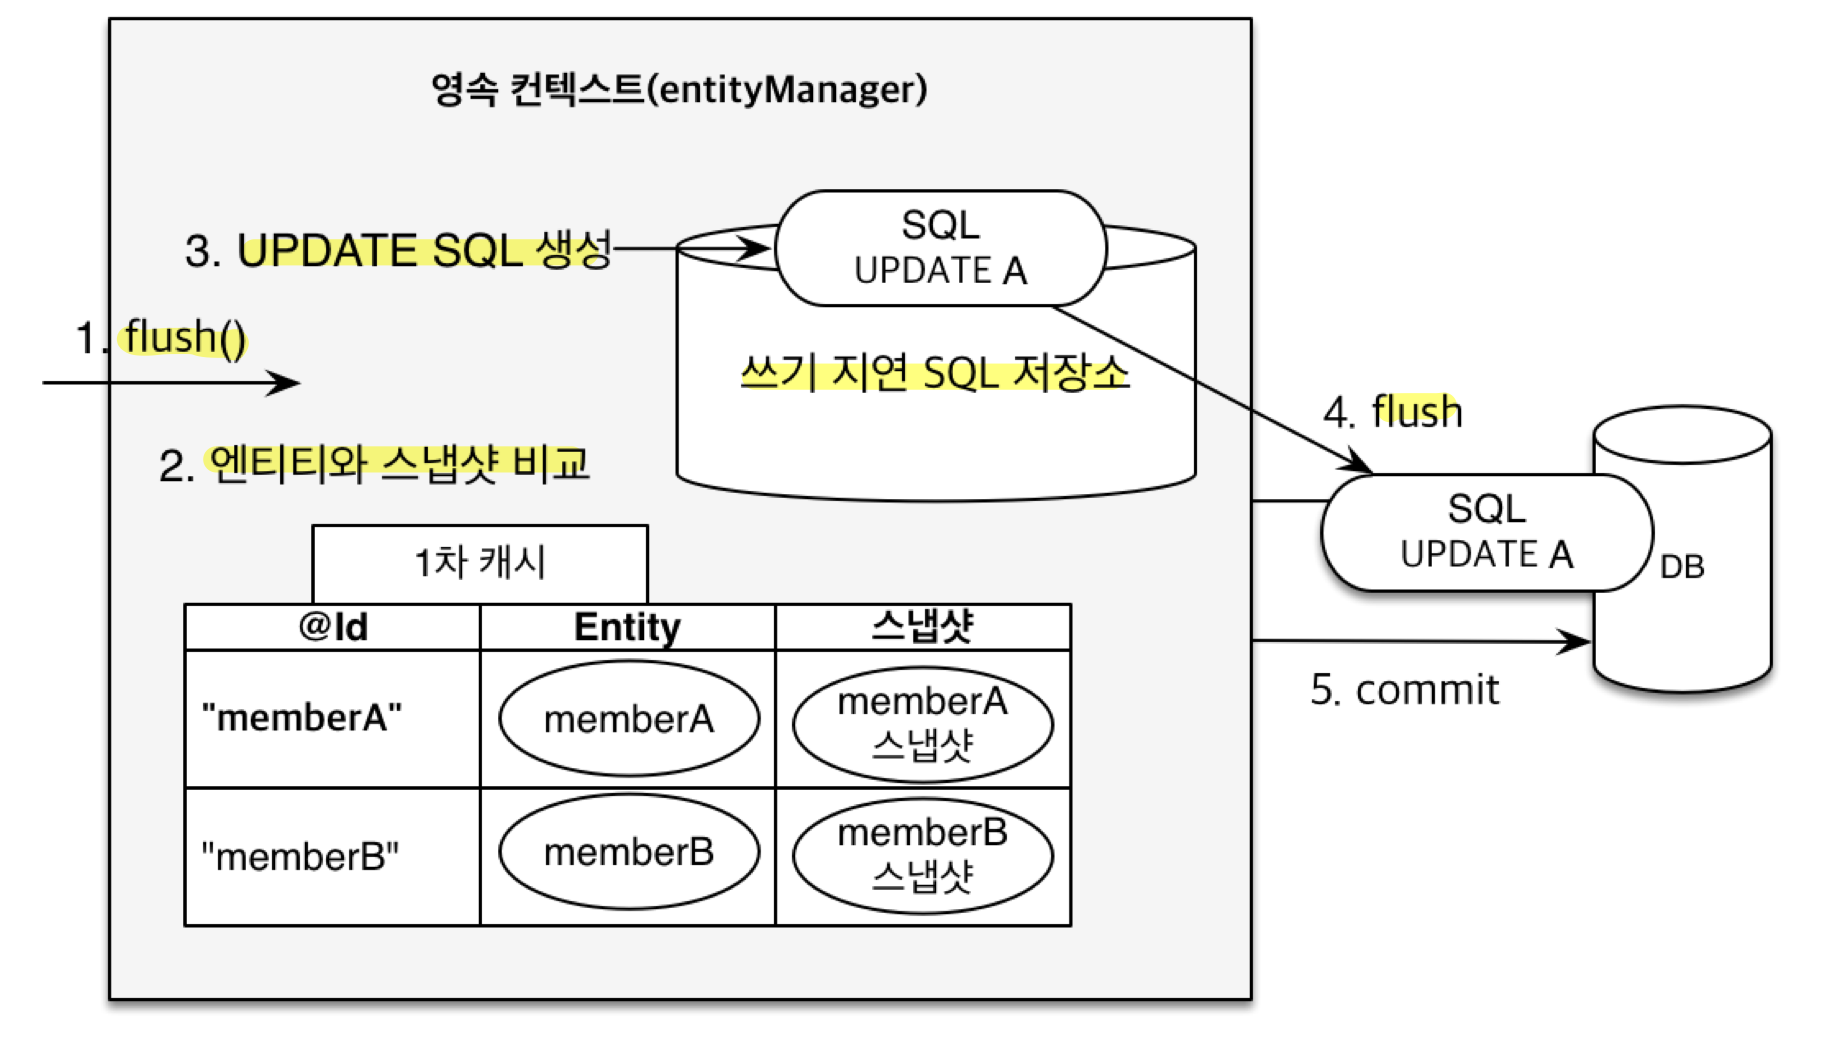 영속 컨텍스트(entityManager)
SQL
UPDATE A
3. UPDATE SQL 생성
1. flush()
쓰기 지연 SQL 저장소
4. flush
2. 엔티티와 스냅샷 비교
SQL
UPDATE A
DB
1차 캐시
@Id Entity 스냅샷
"memberA" memberA memberA
스냅샷
5. commit
"memberB" memberB memberB
스냅샷